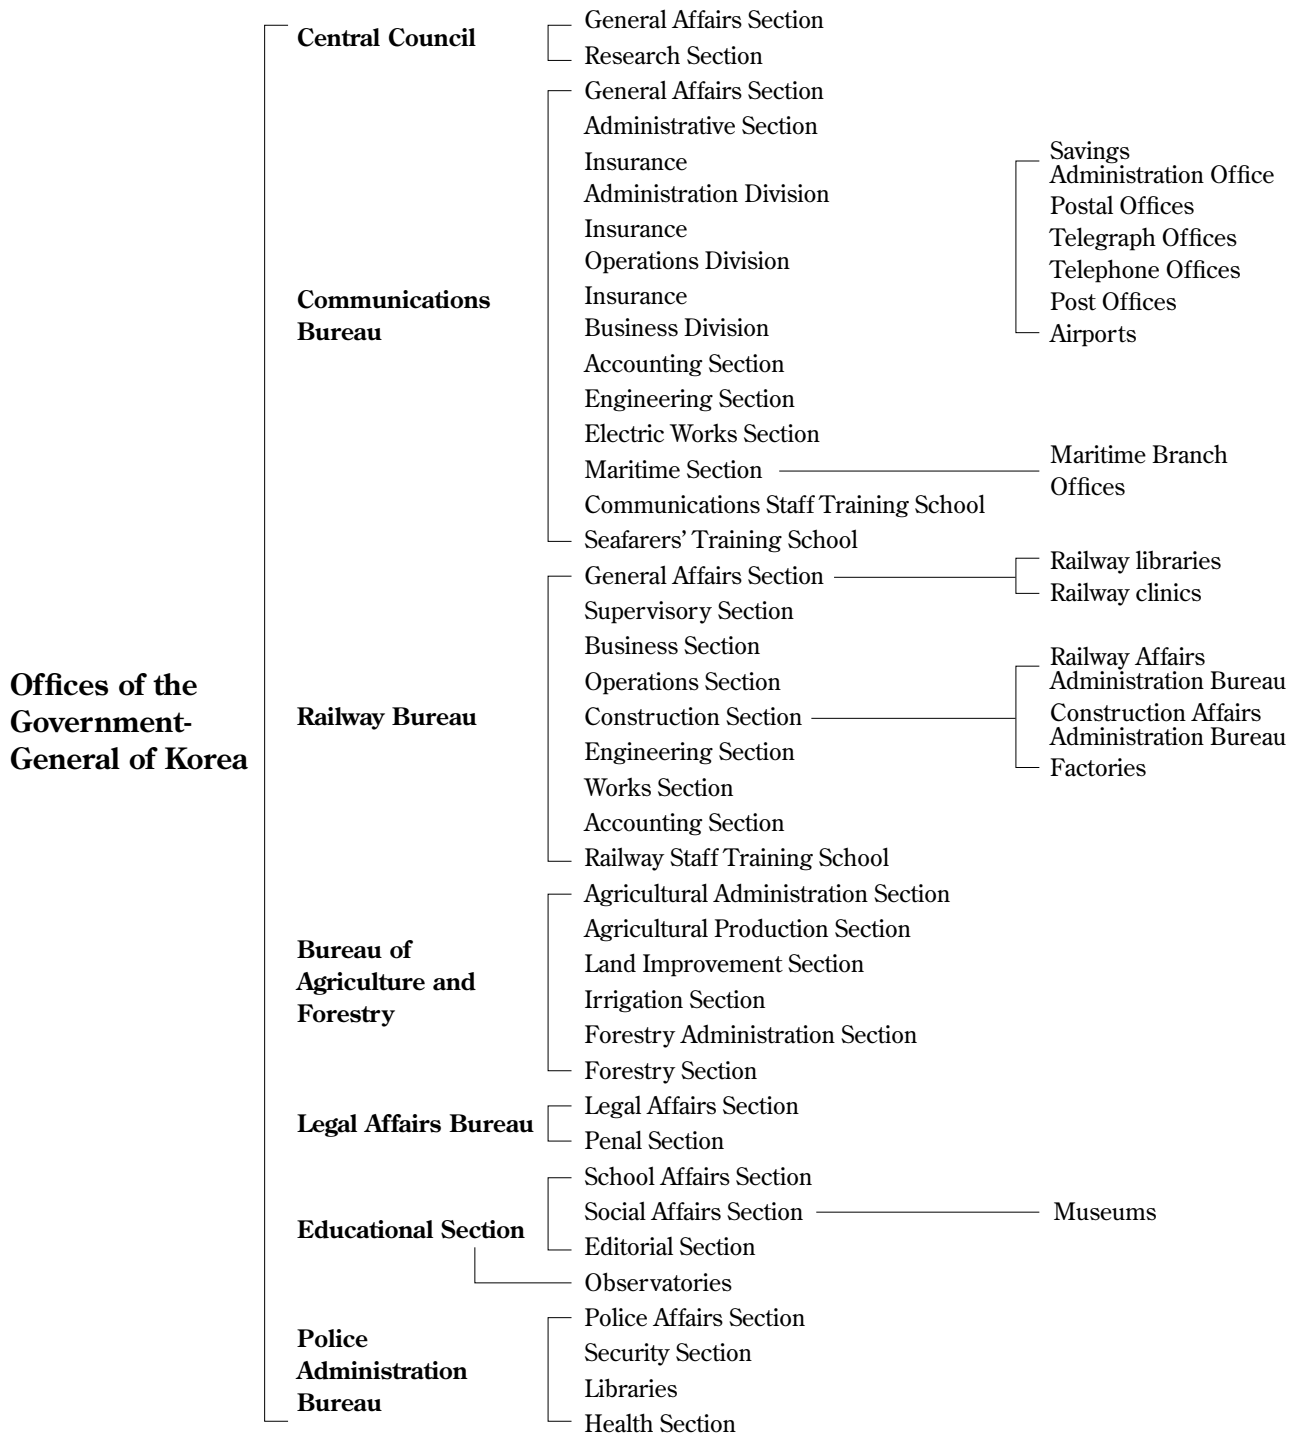 Offices of the
Government-
General of Korea
Central Council
General Affairs Section
Research Section
Communications
Bureau
General Affairs Section
Administrative Section
Insurance
Administration Division
Insurance
Operations Division
Insurance
Business Division
Accounting Section
Engineering Section
Electric Works Section
Maritime Section
Communications Staff Training School
Seafarers' Training School
Savings
Administration Office
Postal Offices
Telegraph Offices
Telephone Offices
Post Offices
Airports
Maritime Branch
Offices
Railway Bureau
General Affairs Section
Supervisory Section
Business Section
Operations Section
Construction Section
Engineering Section
Works Section
Accounting Section
Railway Staff Training School
Railway libraries
Railway clinics
Railway Affairs
Administration Bureau
Construction Affairs
Administration Bureau
Factories
Bureau of
Agriculture and
Forestry
Agricultural Administration Section
Agricultural Production Section
Land Improvement Section
Irrigation Section
Forestry Administration Section
Forestry Section
Legal Affairs Bureau
Legal Affairs Section
Penal Section
Educational Section
School Affairs Section
Social Affairs Section
Editorial Section
Observatories
Museums
Police
Administration
Bureau
Police Affairs Section
Security Section
Libraries
Health Section